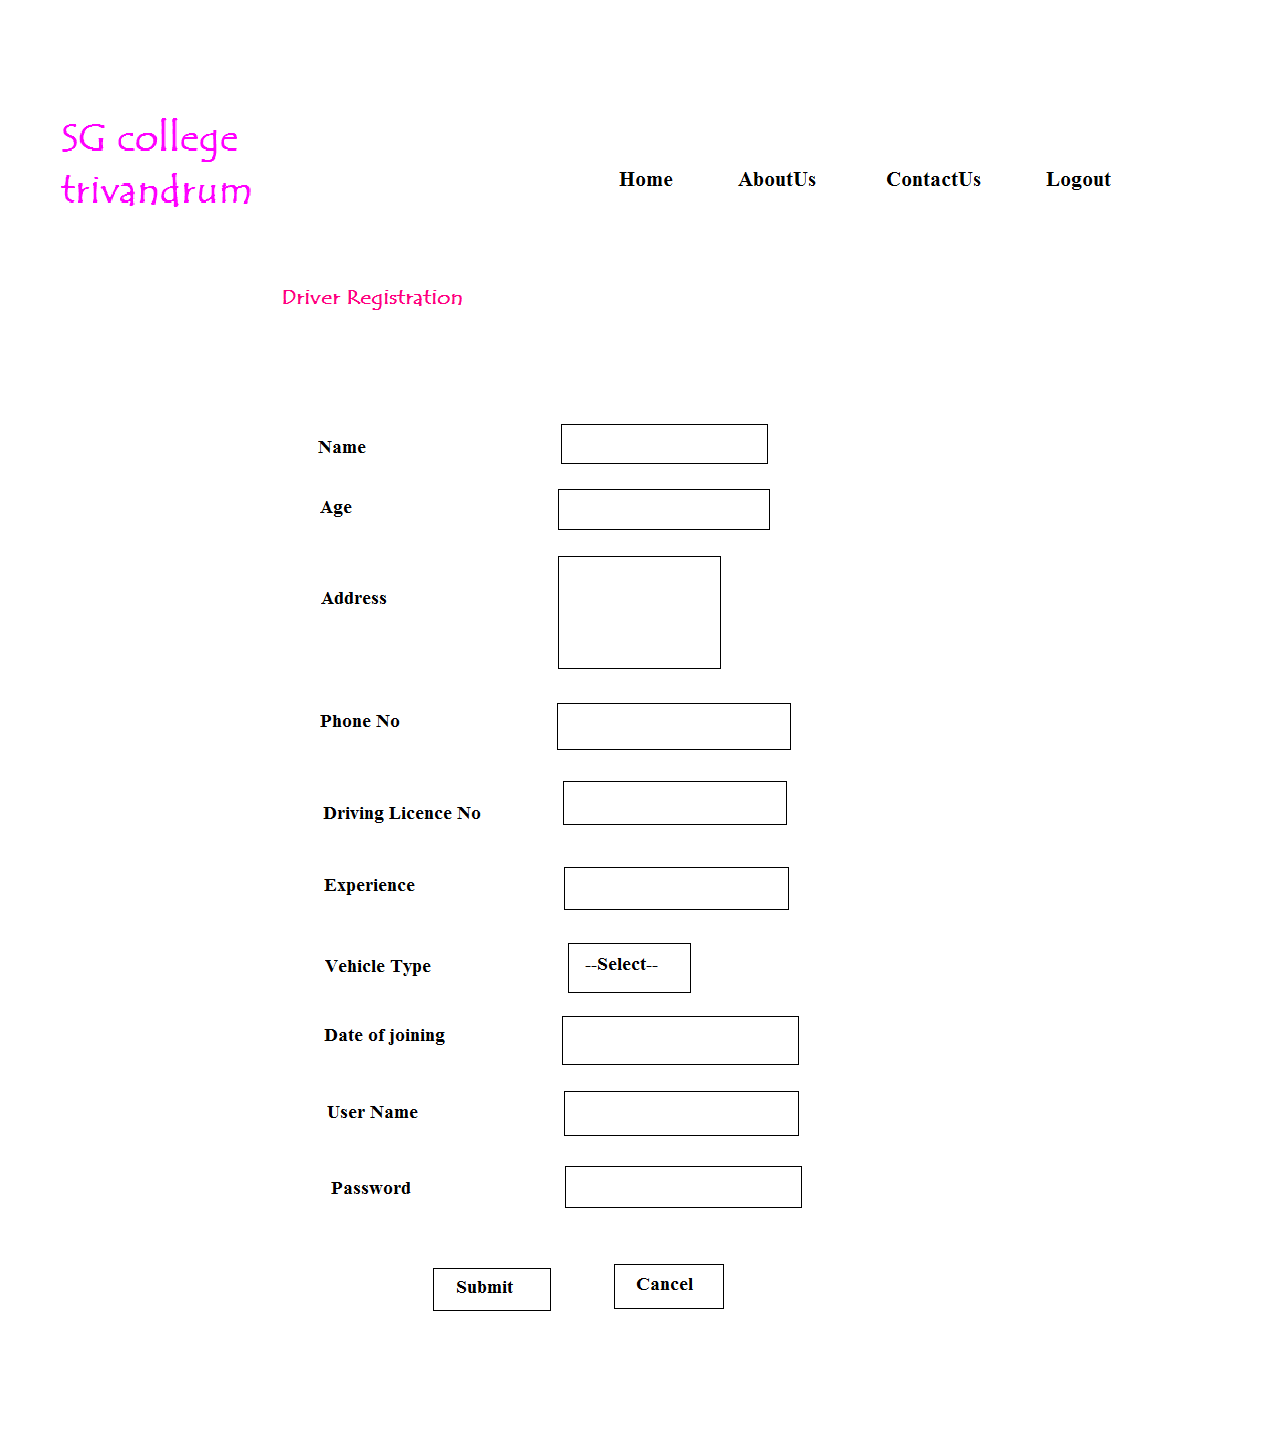 SG college
trivandrum
Home AboutUs ContactUs Logout
Driver Registration
Name
Age
Address
Phone No
Driving Licence No
Experience
Vehicle Type --Select--
Date of joining
User Name
Password
Submit Cancel